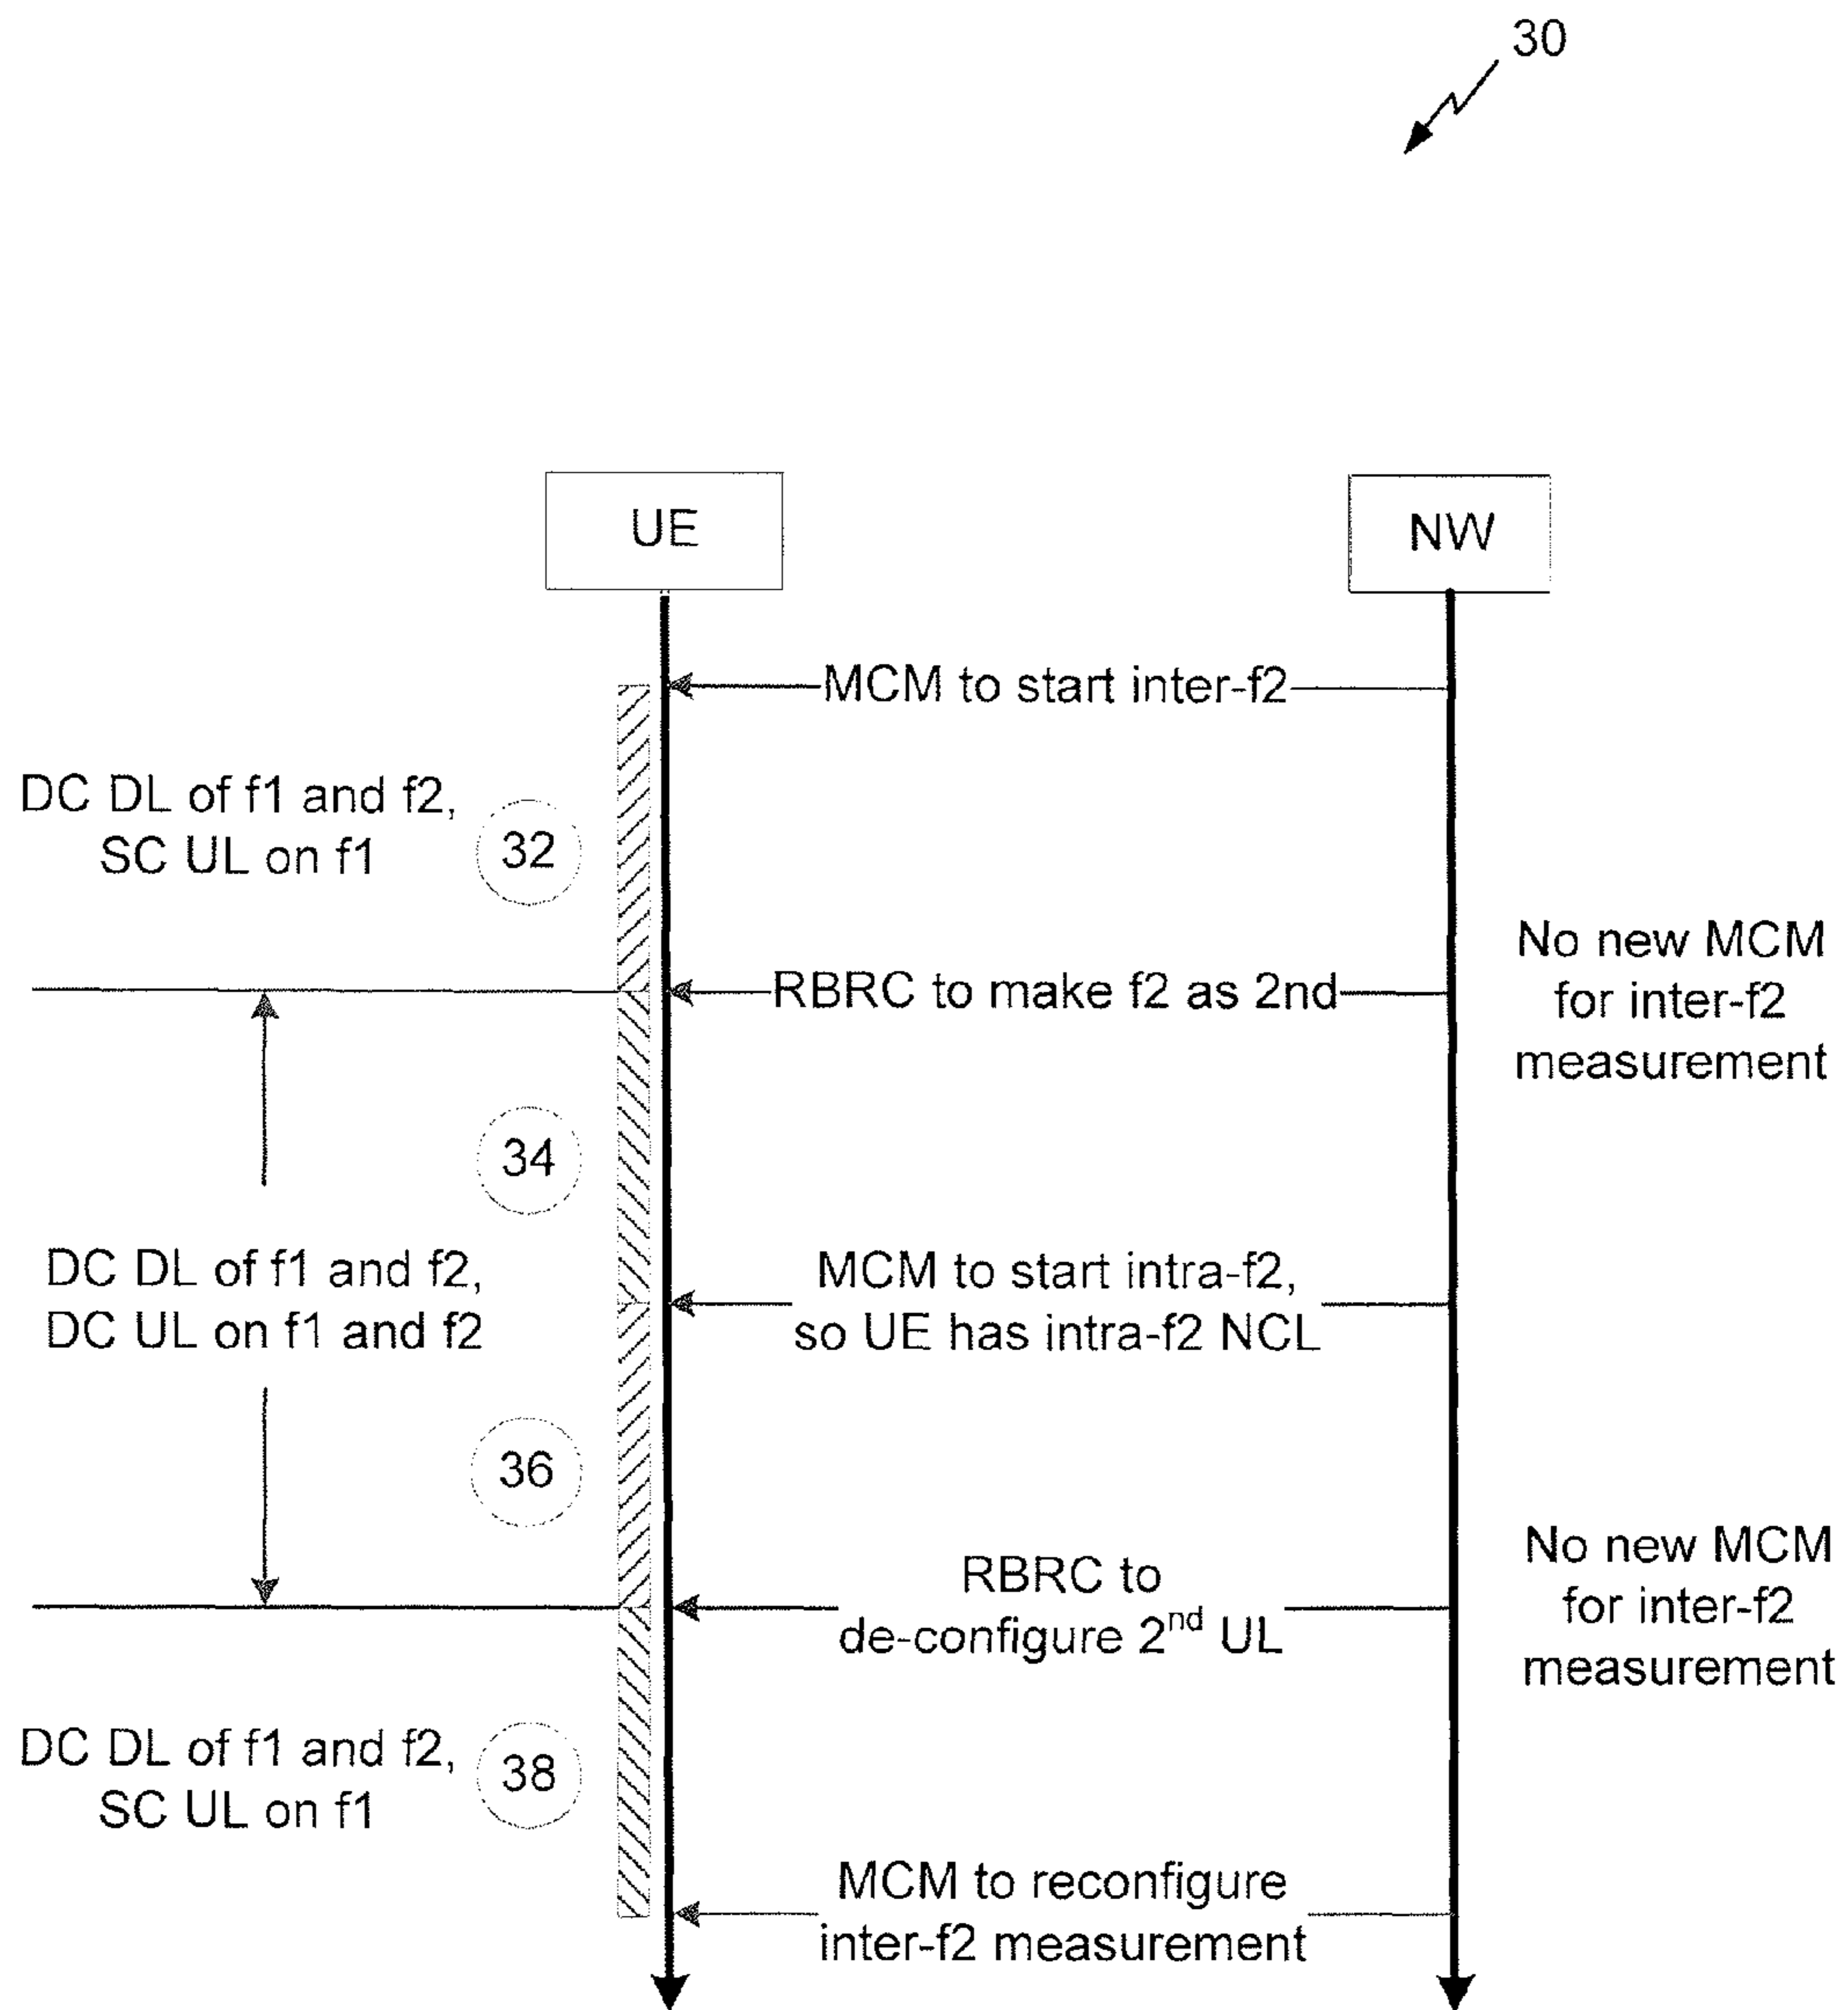 30
UE
NW
MCM to start inter-f2
DC DL of f1 and f2,
SC UL on f1
32
No new MCM
for inter-f2
measurement
RBRC to make f2 as 2nd
34
DC DL of f1 and f2,
DC UL on f1 and f2
MCM to start intra-f2,
so UE has intra-f2 NCL
36
No new MCM
for inter-f2
measurement
RBRC to
de-configure 2nd UL
DC DL of f1 and f2,
SC UL on f1
38
MCM to reconfigure
inter-f2 measurement